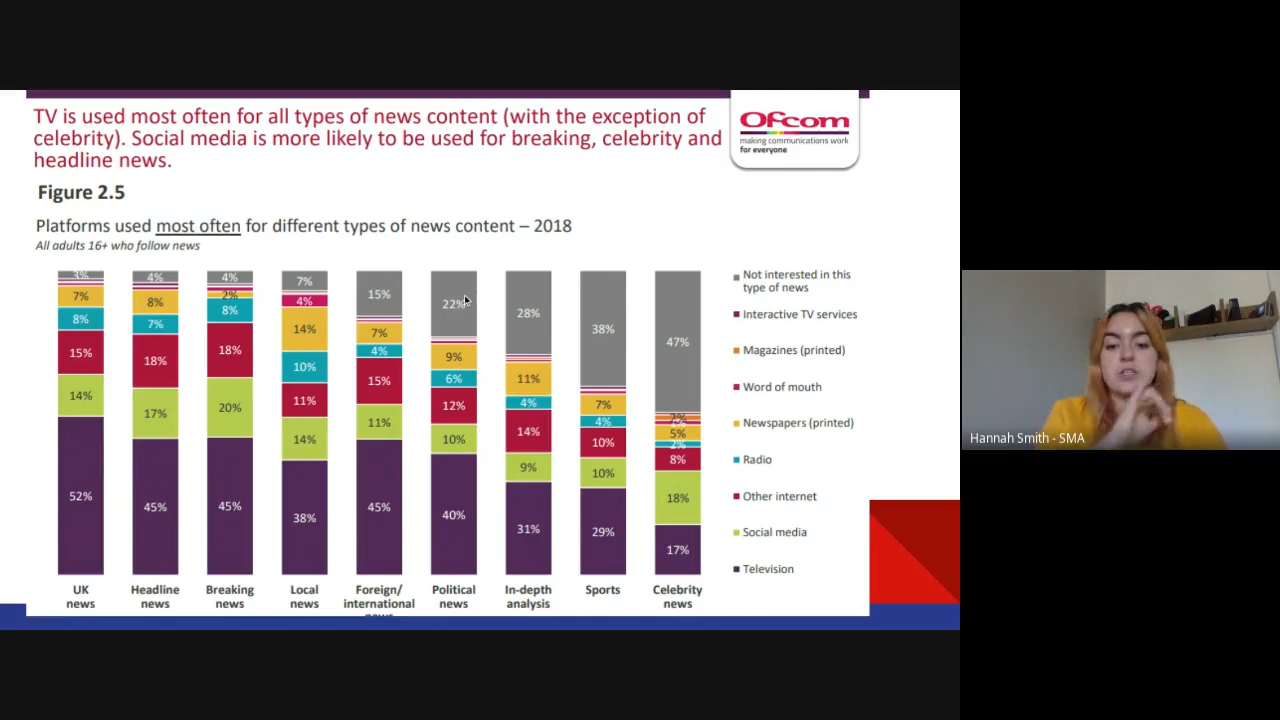 TV is used most often for all types of news content (with the exception of
celebrity). Social media is more likely to be used for breaking, celebrity and
headline news.
Ofcom
making communications work
for everyone
Figure 2.5
Platforms used most often for different types of news content – 2018
All adults 16+ who follow news
3% 4% 4% 7% 15% 22% 28% 38% 47%
7% 8% 2% 4% 7% 9% 11% 7% 5%
8% 7% 8% 14% 4% 6% 4% 4% 2%
15% 18% 18% 10% 15% 12% 14% 10% 8%
14% 17% 20% 11% 11% 10% 9% 10% 18%
52% 45% 45% 14% 45% 40% 31% 29% 17%
38%
Not interested in this
type of news
Interactive TV services
Magazines (printed)
Word of mouth
Newspapers (printed)
Radio
Other internet
Social media
Television
UK Headline Breaking Local Foreign/ Political In-depth Sports Celebrity
news news news news international news analysis news
news
Hannah Smith - SMA